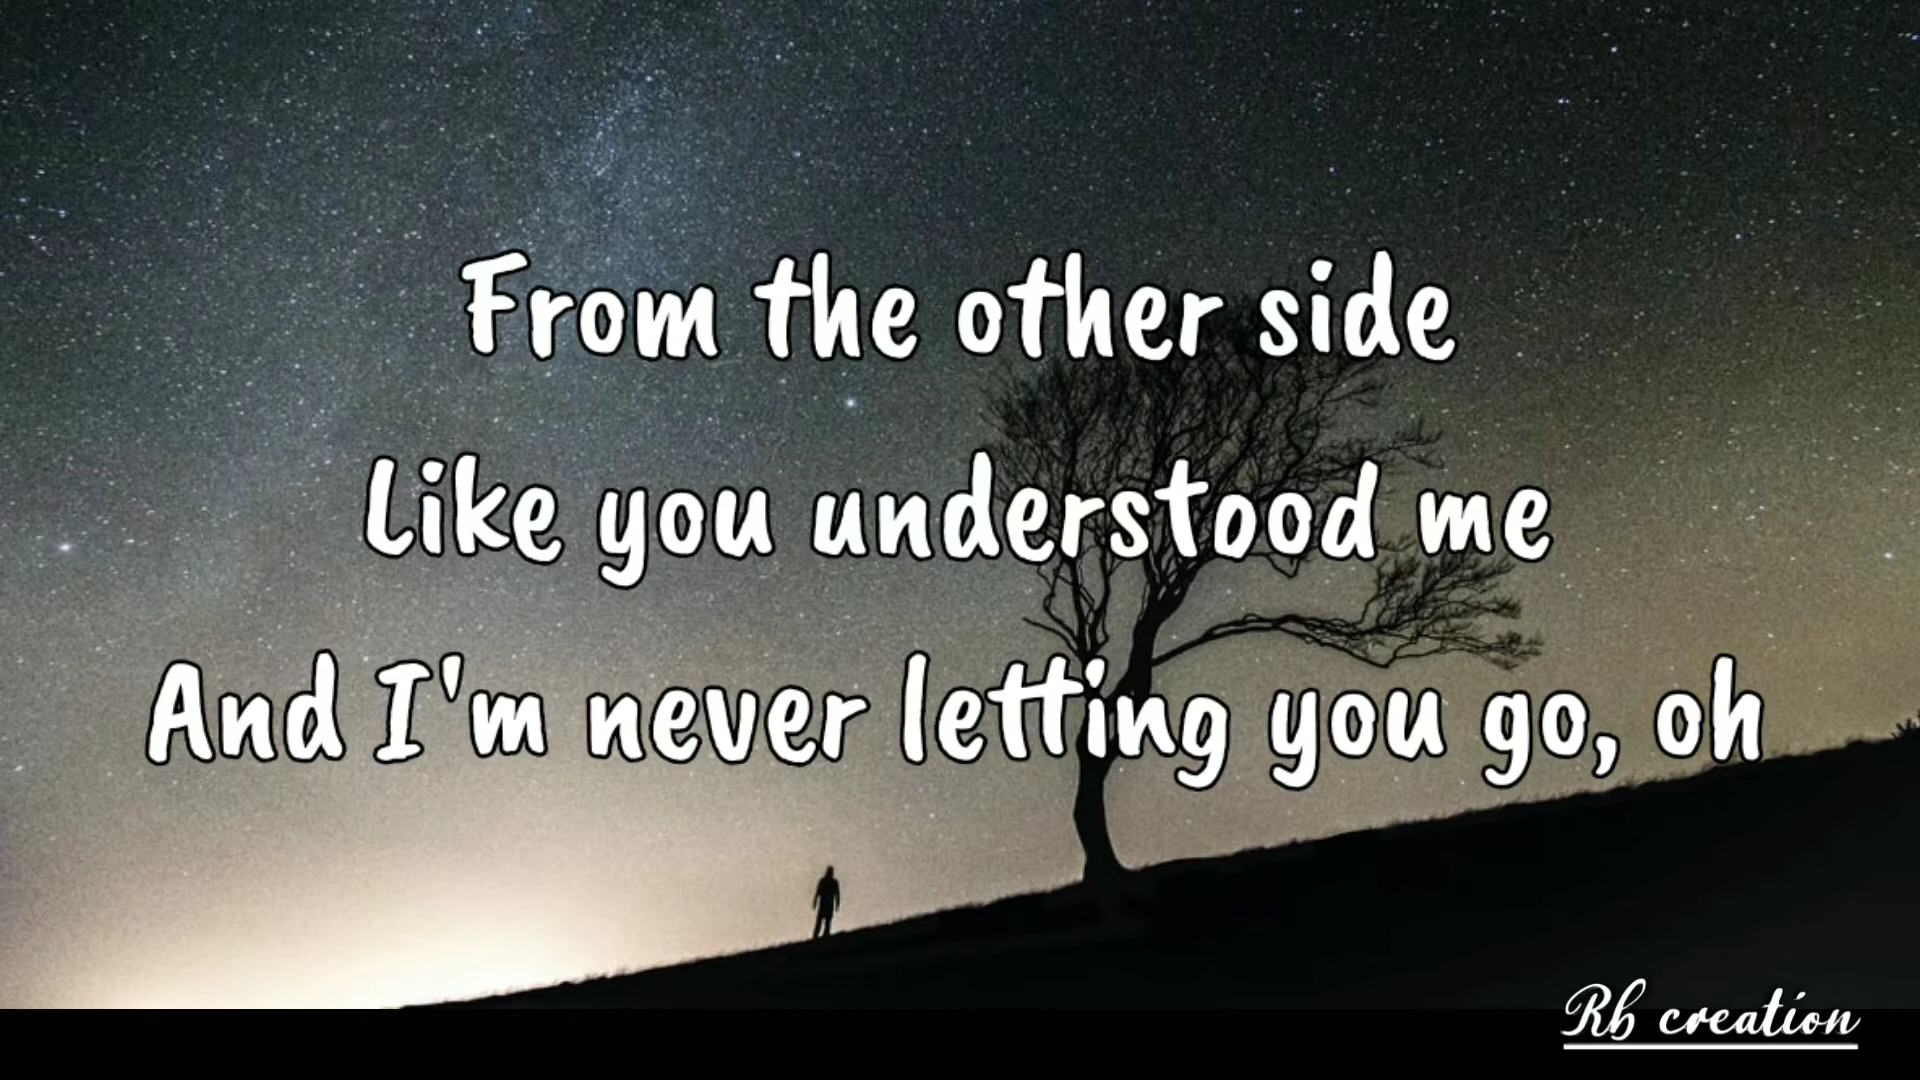 From the other side
Like you understood me
And I'm never letting you go, oh
Rb creation